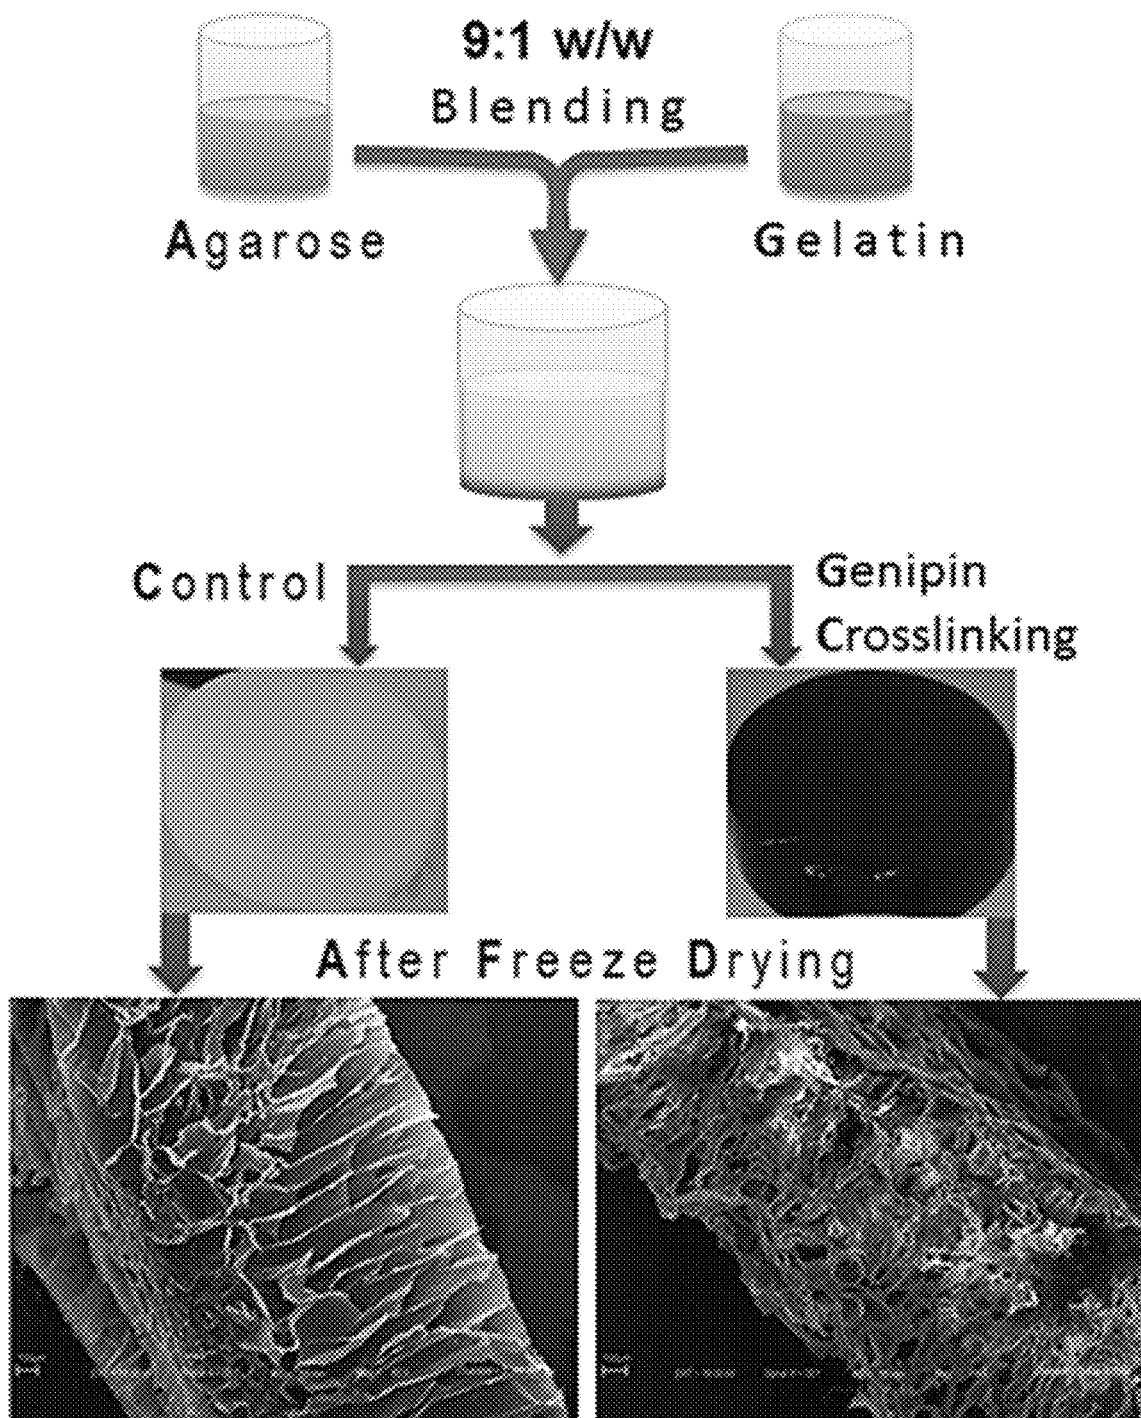 9:1 w/w
Blending
Agarose
Gelatin
Control
Genipin
Crosslinking
After Freeze Drying